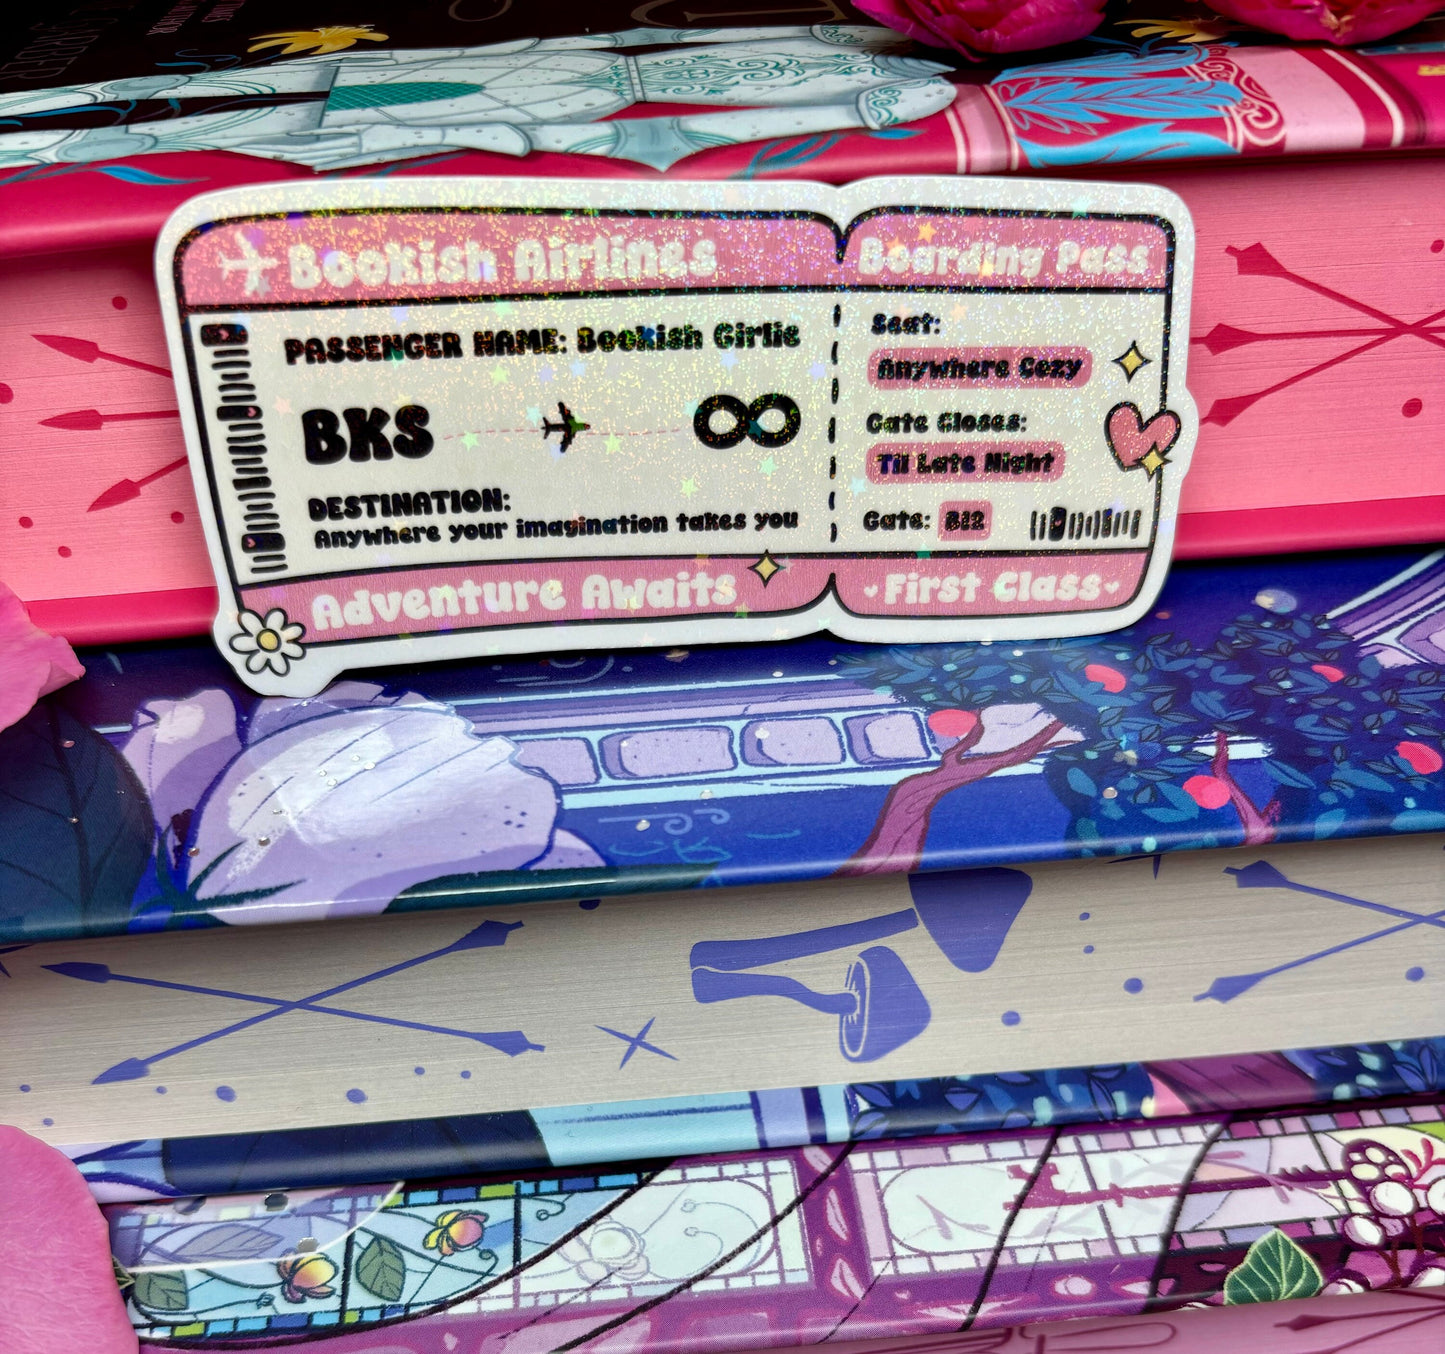 Bookish Airlines
PASSENGER NAME: Bookish Girlie
BKS ∞
DESTINATION:
Anywhere your imagination takes you
Adventure Awaits
Boarding Pass
Seat:
Anywhere Cozy
Gate Closes:
Til Late Night
Gate: B12
First Class